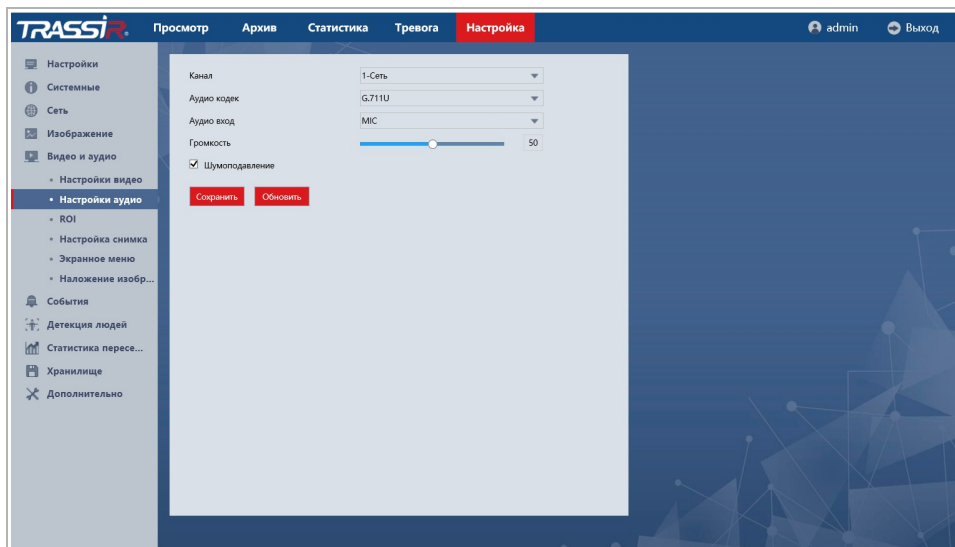 TRASSIR Просмотр Архив Статистика Тревога Настройка admin Выход
Настройки
Системные
Сеть
Изображение
Видео и аудио
Настройки видео
Настройки аудио
ROI
Настройка снимка
Экранное меню
Наложение изобр...
События
Детекция людей
Статистика пересе...
Хранилище
Дополнительно
Канал 1-Сеть
Аудио кодек G.711U
Аудио вход MIC
Громкость 50
Шумоподавление
Сохранить Обновить